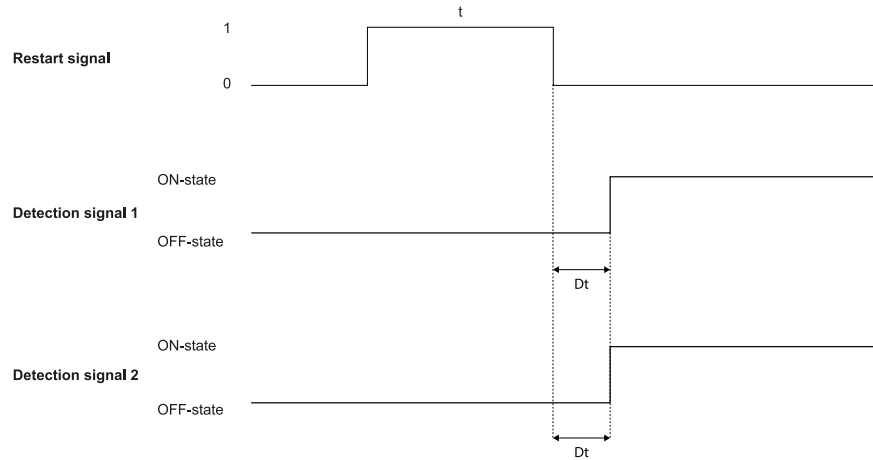 t
1
Restart signal
0
ON-state
Detection signal 1
OFF-state
Dt
ON-state
Detection signal 2
OFF-state
Dt